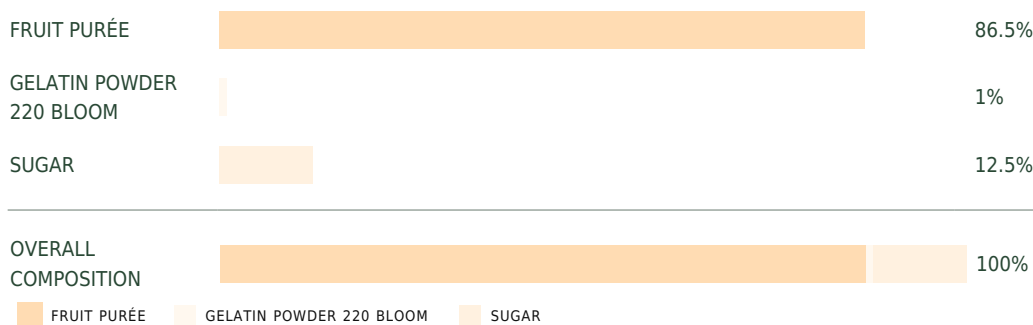 FRUIT PURÉE
86.5%
GELATIN POWDER
220 BLOOM
1%
SUGAR
12.5%
OVERALL
COMPOSITION
100%
FRUIT PURÉE GELATIN POWDER 220 BLOOM SUGAR